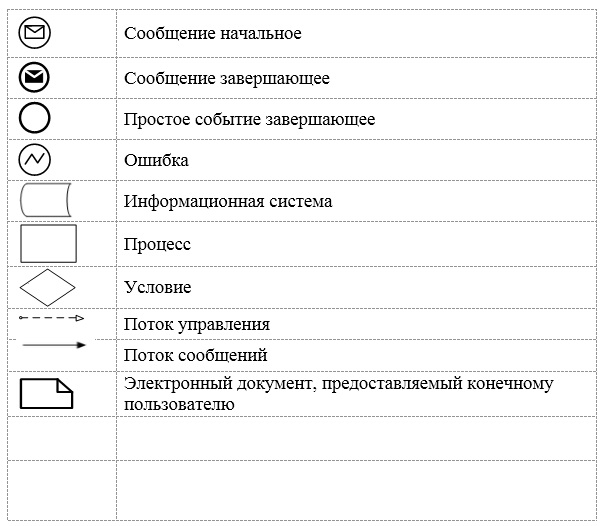 Сообщение начальное
Сообщение завершающее
Простое событие завершающее
Ошибка
Информационная система
Процесс
Условие
Поток управления
Поток сообщений
Электронный документ, предоставляемый конечному
пользователю